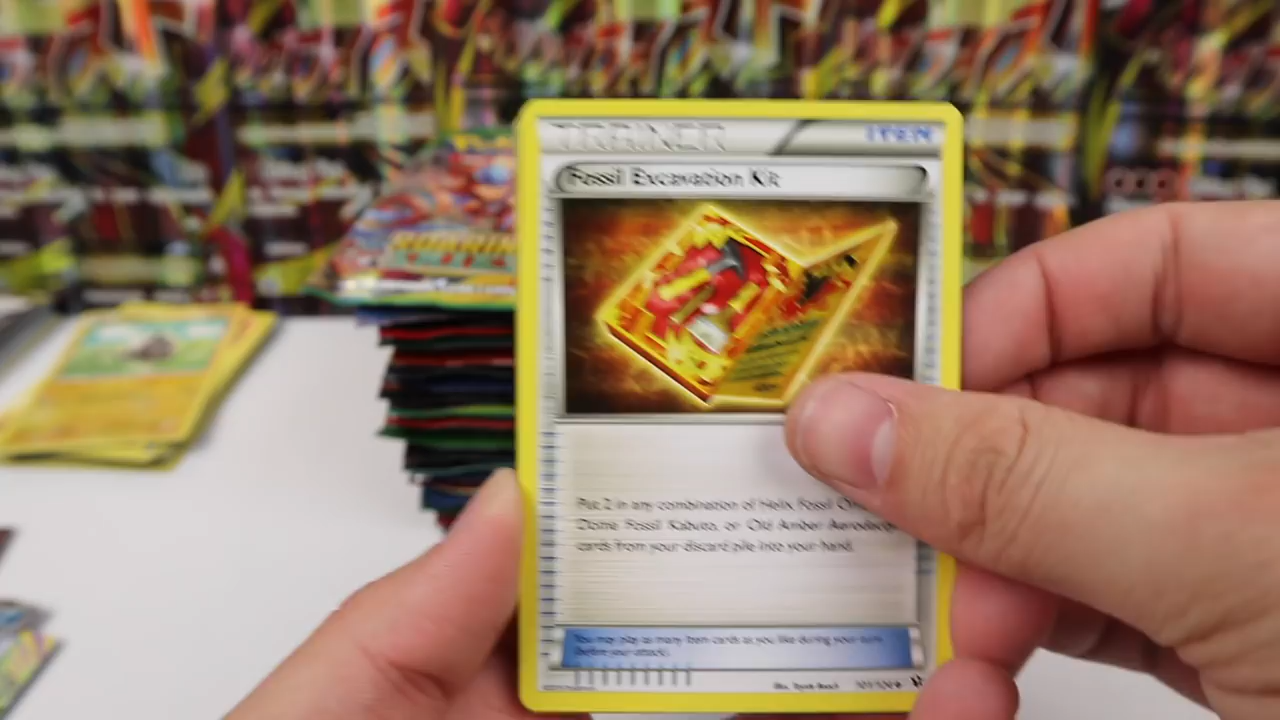 TRAINER
ITEM
Fossil Excavation Kit
Put 2 in any combination of Helix Fossil
Dome Fossil Kabuto, or Old Amber
cards from your discard pile into your hand.
You may play as many Item cards as you like during your turn
(before your attack).
101/124